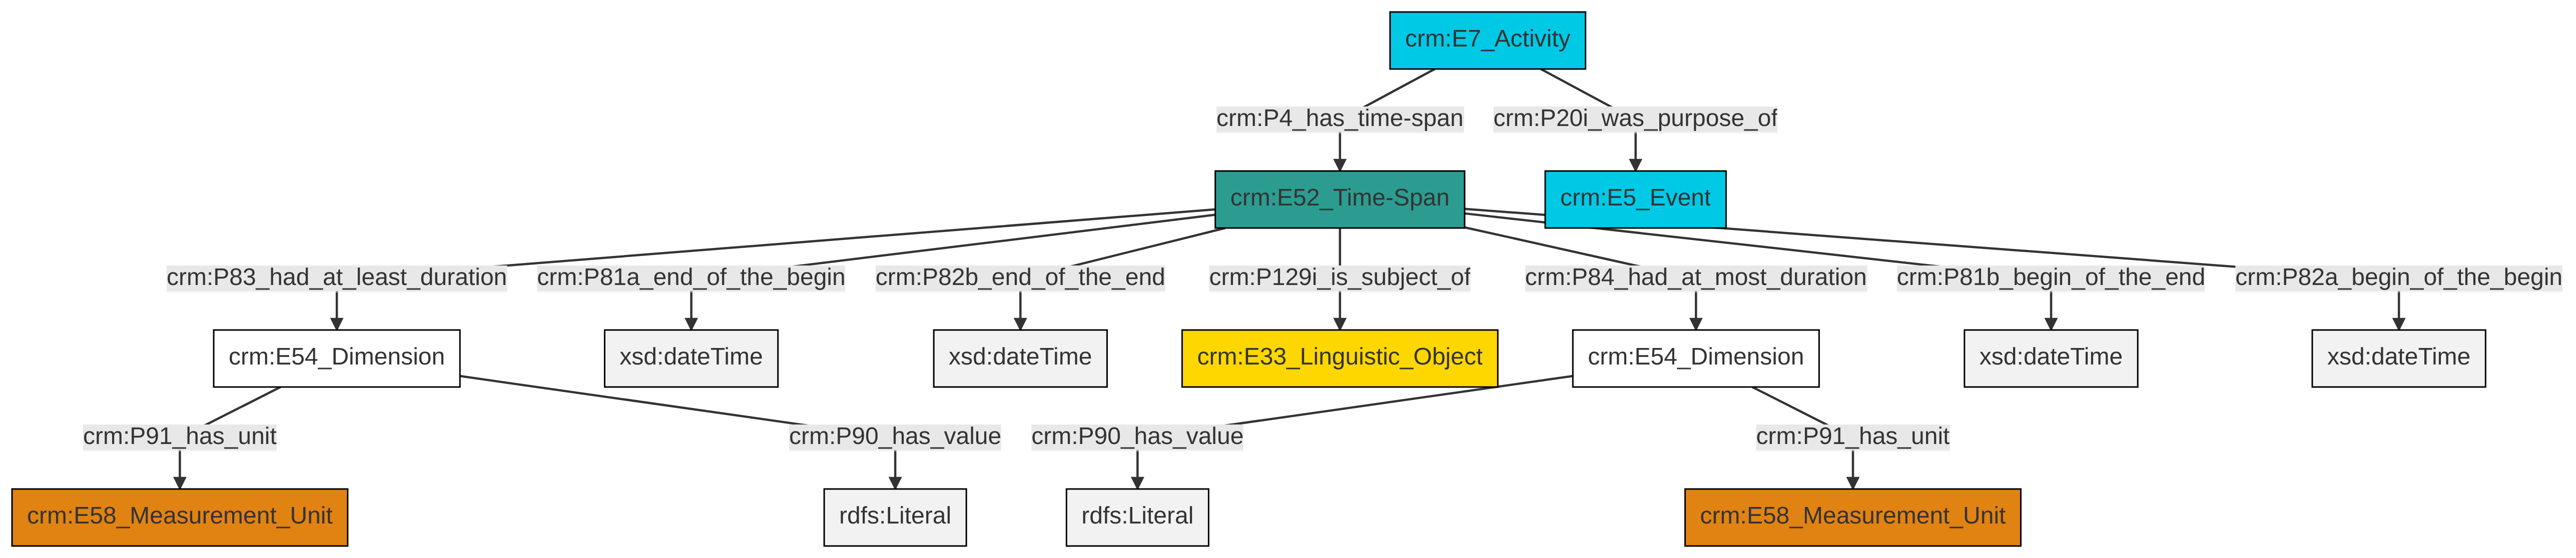 crm:E7_Activity
crm:P4_has_time-span
crm:P20i_was_purpose_of
crm:E52_Time-Span
crm:E5_Event
crm:P83_had_at_least_duration
crm:P81a_end_of_the_begin
crm:P82b_end_of_the_end
crm:P129i_is_subject_of
crm:P84_had_at_most_duration
crm:P81b_begin_of_the_end
crm:P82a_begin_of_the_begin
crm:E54_Dimension
xsd:dateTime
xsd:dateTime
crm:E33_Linguistic_Object
crm:E54_Dimension
xsd:dateTime
xsd:dateTime
crm:P91_has_unit
crm:P90_has_value
crm:P90_has_value
crm:P91_has_unit
crm:E58_Measurement_Unit
rdfs:Literal
rdfs:Literal
crm:E58_Measurement_Unit